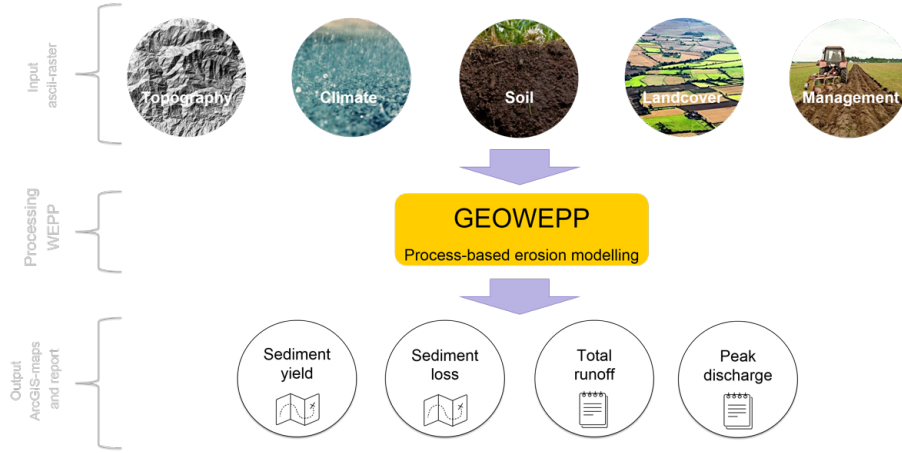 Input
ascii-raster
Topography
Climate
Soil
Landcover
Management
Processing
WEPP
GEOWEPP
Process-based erosion modelling
Output
ArcGIS-maps
and report
Sediment
yield
Sediment
loss
Total
runoff
Peak
discharge